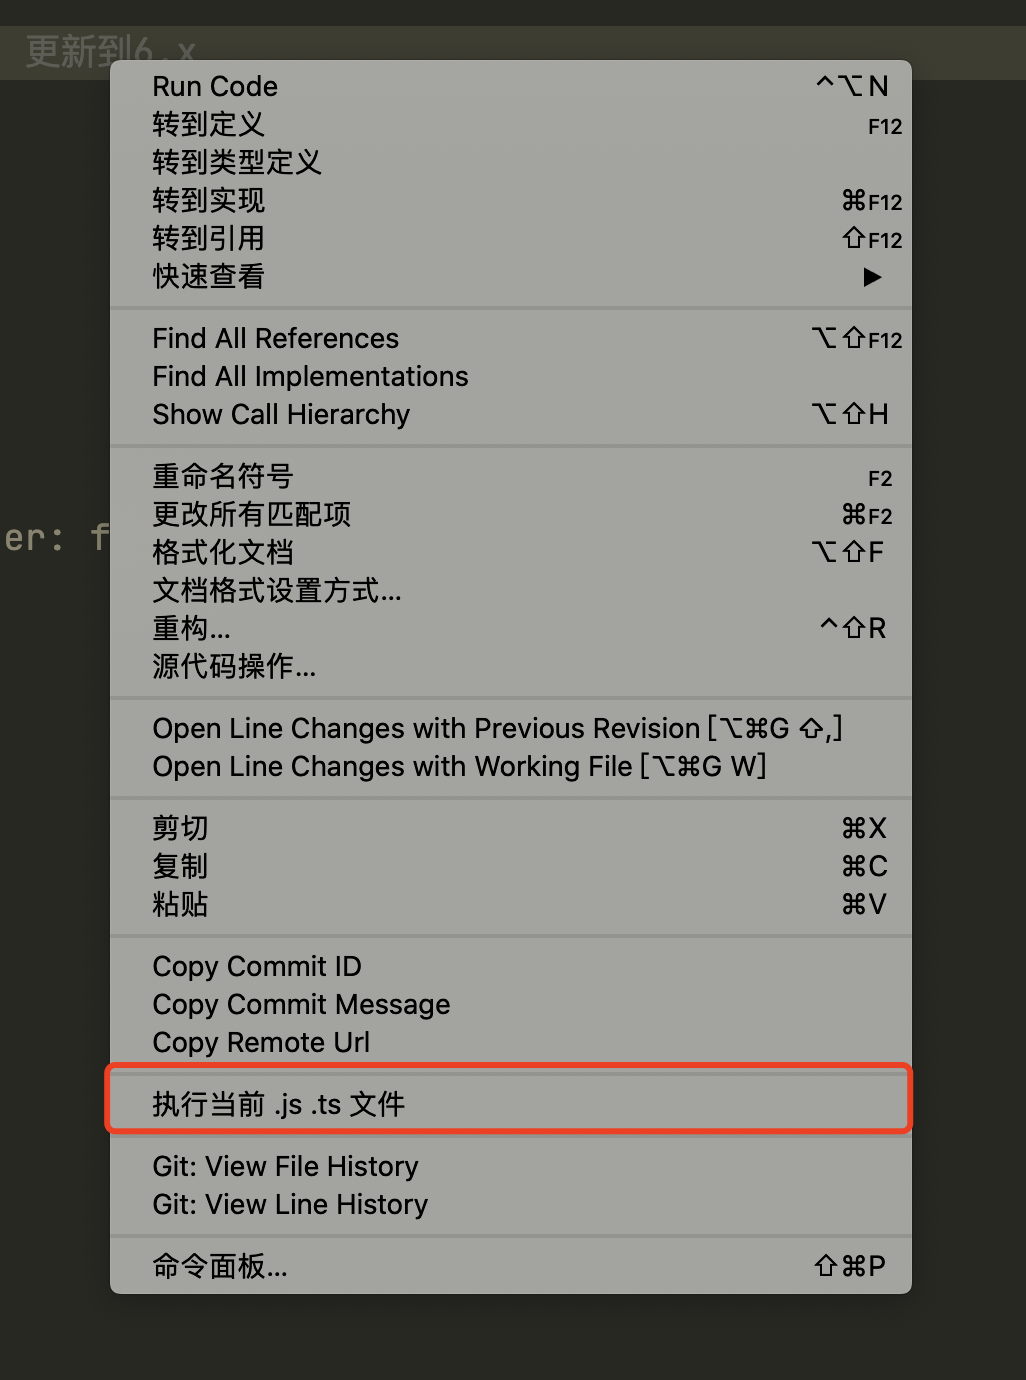 更新到6.x
Run Code ^⌥N
转到定义 F12
转到类型定义
转到实现 ⌘F12
转到引用 ⇧F12
快速查看 ▶
Find All References ⌥⇧F12
Find All Implementations
Show Call Hierarchy ⌥⇧H
重命名符号 F2
更改所有匹配项 ⌘F2
er: f
格式化文档 ⌥⇧F
文档格式设置方式...
重构... ^⇧R
源代码操作...
Open Line Changes with Previous Revision [⌥⌘G ⇧,]
Open Line Changes with Working File [⌥⌘G W]
剪切 ⌘X
复制 ⌘C
粘贴 ⌘V
Copy Commit ID
Copy Commit Message
Copy Remote Url
执行当前 .js .ts 文件
Git: View File History
Git: View Line History
命令面板... ⇧⌘P